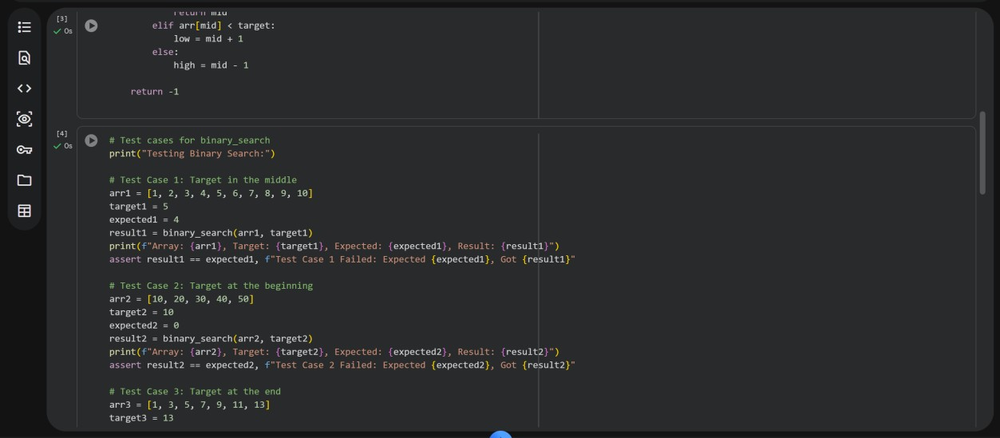 [3]
0s
return mid
elif arr[mid] < target:
low = mid + 1
else:
high = mid - 1
return -1
[4]
0s
# Test cases for binary_search
print("Testing Binary Search:")
# Test Case 1: Target in the middle
arr1 = [1, 2, 3, 4, 5, 6, 7, 8, 9, 10]
target1 = 5
expected1 = 4
result1 = binary_search(arr1, target1)
print(f"Array: {arr1}, Target: {target1}, Expected: {expected1}, Result: {result1}")
assert result1 == expected1, f"Test Case 1 Failed: Expected {expected1}, Got {result1}"
# Test Case 2: Target at the beginning
arr2 = [10, 20, 30, 40, 50]
target2 = 10
expected2 = 0
result2 = binary_search(arr2, target2)
print(f"Array: {arr2}, Target: {target2}, Expected: {expected2}, Result: {result2}")
assert result2 == expected2, f"Test Case 2 Failed: Expected {expected2}, Got {result2}"
# Test Case 3: Target at the end
arr3 = [1, 3, 5, 7, 9, 11, 13]
target3 = 13